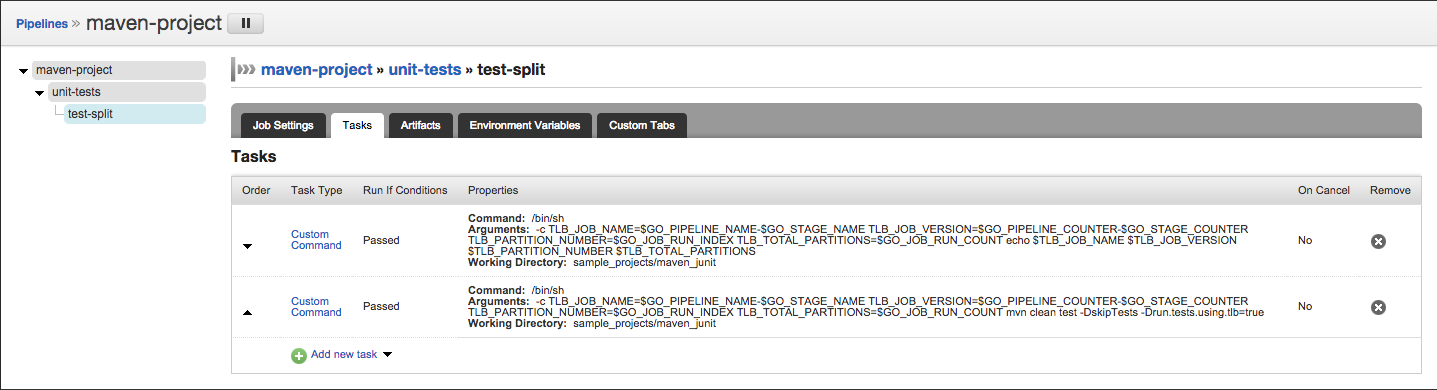 Pipelines » maven-project
maven-project
unit-tests
test-split
maven-project » unit-tests » test-split
Job Settings Tasks Artifacts Environment Variables Custom Tabs
Tasks
Order Task Type Run If Conditions Properties On Cancel Remove
Custom Command
Passed
Command: /bin/sh
Arguments: -c TLB_JOB_NAME=$GO_PIPELINE_NAME-$GO_STAGE_NAME TLB_JOB_VERSION=$GO_PIPELINE_COUNTER-$GO_STAGE_COUNTER
TLB_PARTITION_NUMBER=$GO_JOB_RUN_INDEX TLB_TOTAL_PARTITIONS=$GO_JOB_RUN_COUNT echo $TLB_JOB_NAME $TLB_JOB_VERSION
$TLB_PARTITION_NUMBER $TLB_TOTAL_PARTITIONS
Working Directory: sample_projects/maven_junit
No
Custom Command
Passed
Command: /bin/sh
Arguments: -c TLB_JOB_NAME=$GO_PIPELINE_NAME-$GO_STAGE_NAME TLB_JOB_VERSION=$GO_PIPELINE_COUNTER-$GO_STAGE_COUNTER
TLB_PARTITION_NUMBER=$GO_JOB_RUN_INDEX TLB_TOTAL_PARTITIONS=$GO_JOB_RUN_COUNT mvn clean test -DskipTests -Drun.tests.using.tlb=true
Working Directory: sample_projects/maven_junit
No
Add new task